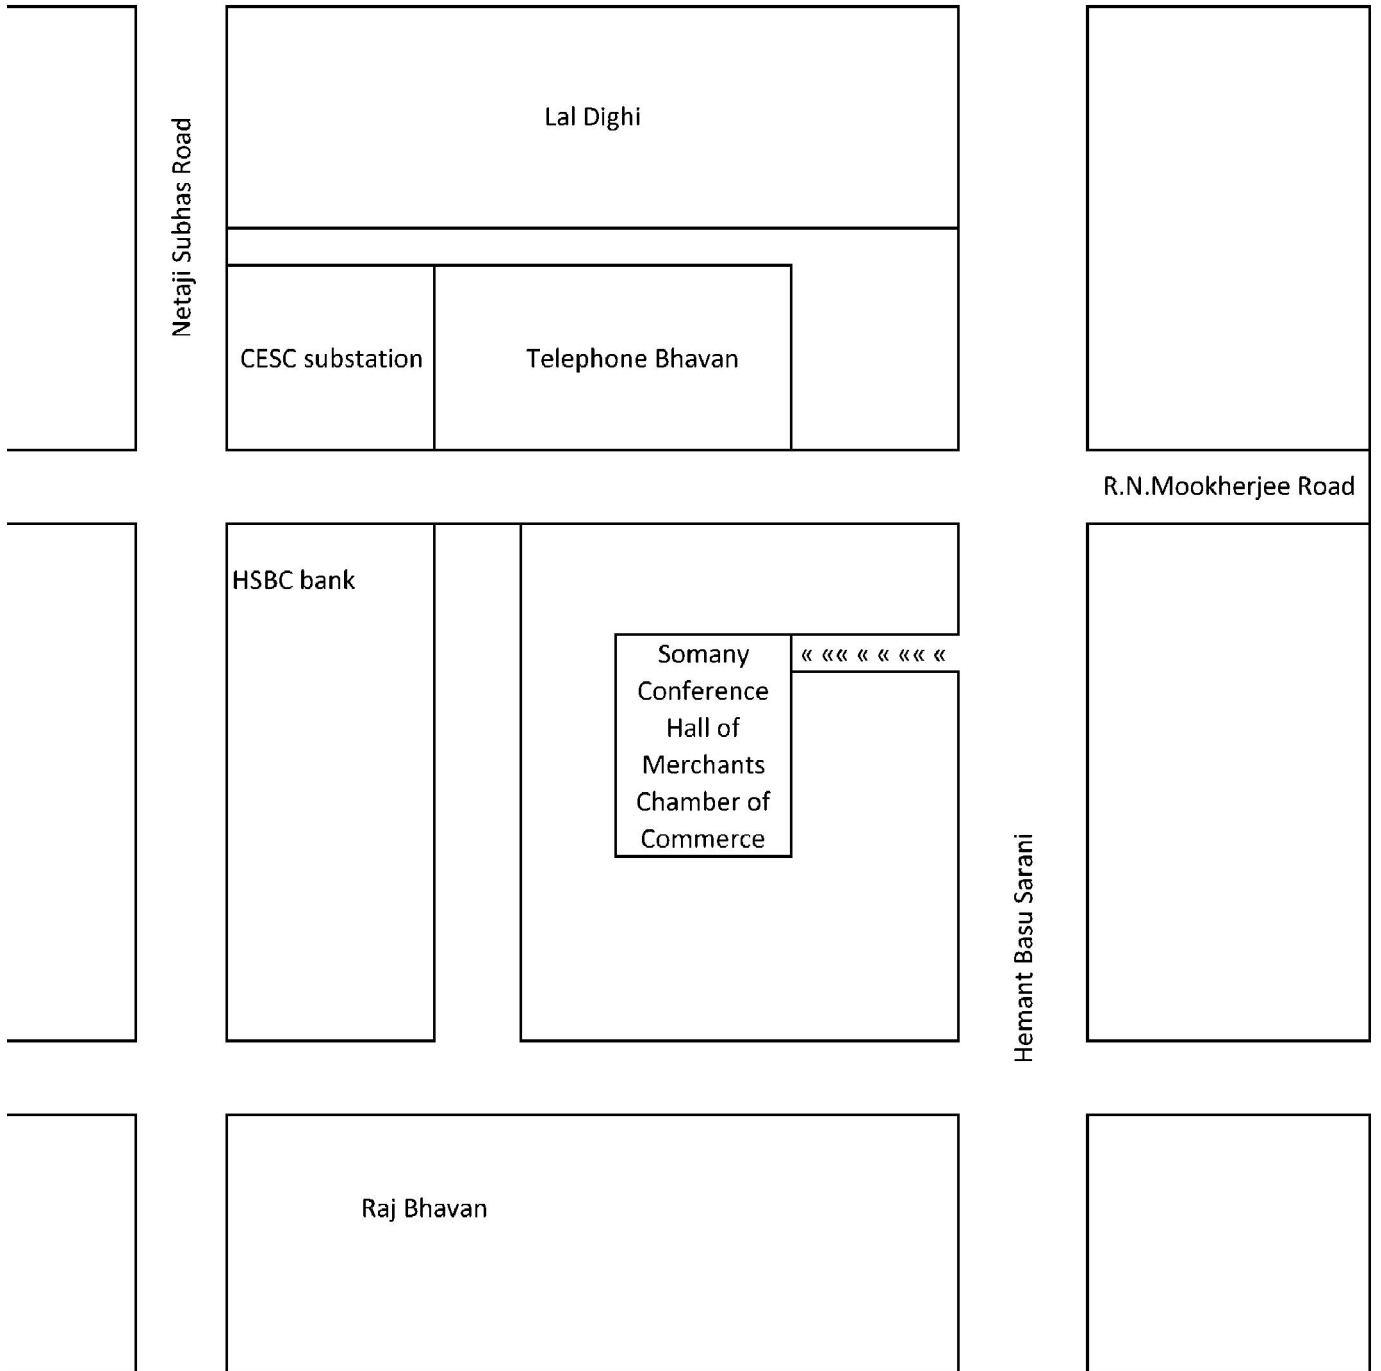 Lal Dighi
Netaji Subhas Road
CESC substation
Telephone Bhavan
R.N.Mookherjee Road
HSBC bank
Somany
Conference
Hall of
Merchants
Chamber of
Commerce
« «« « « «« «
Hemant Basu Sarani
Raj Bhavan